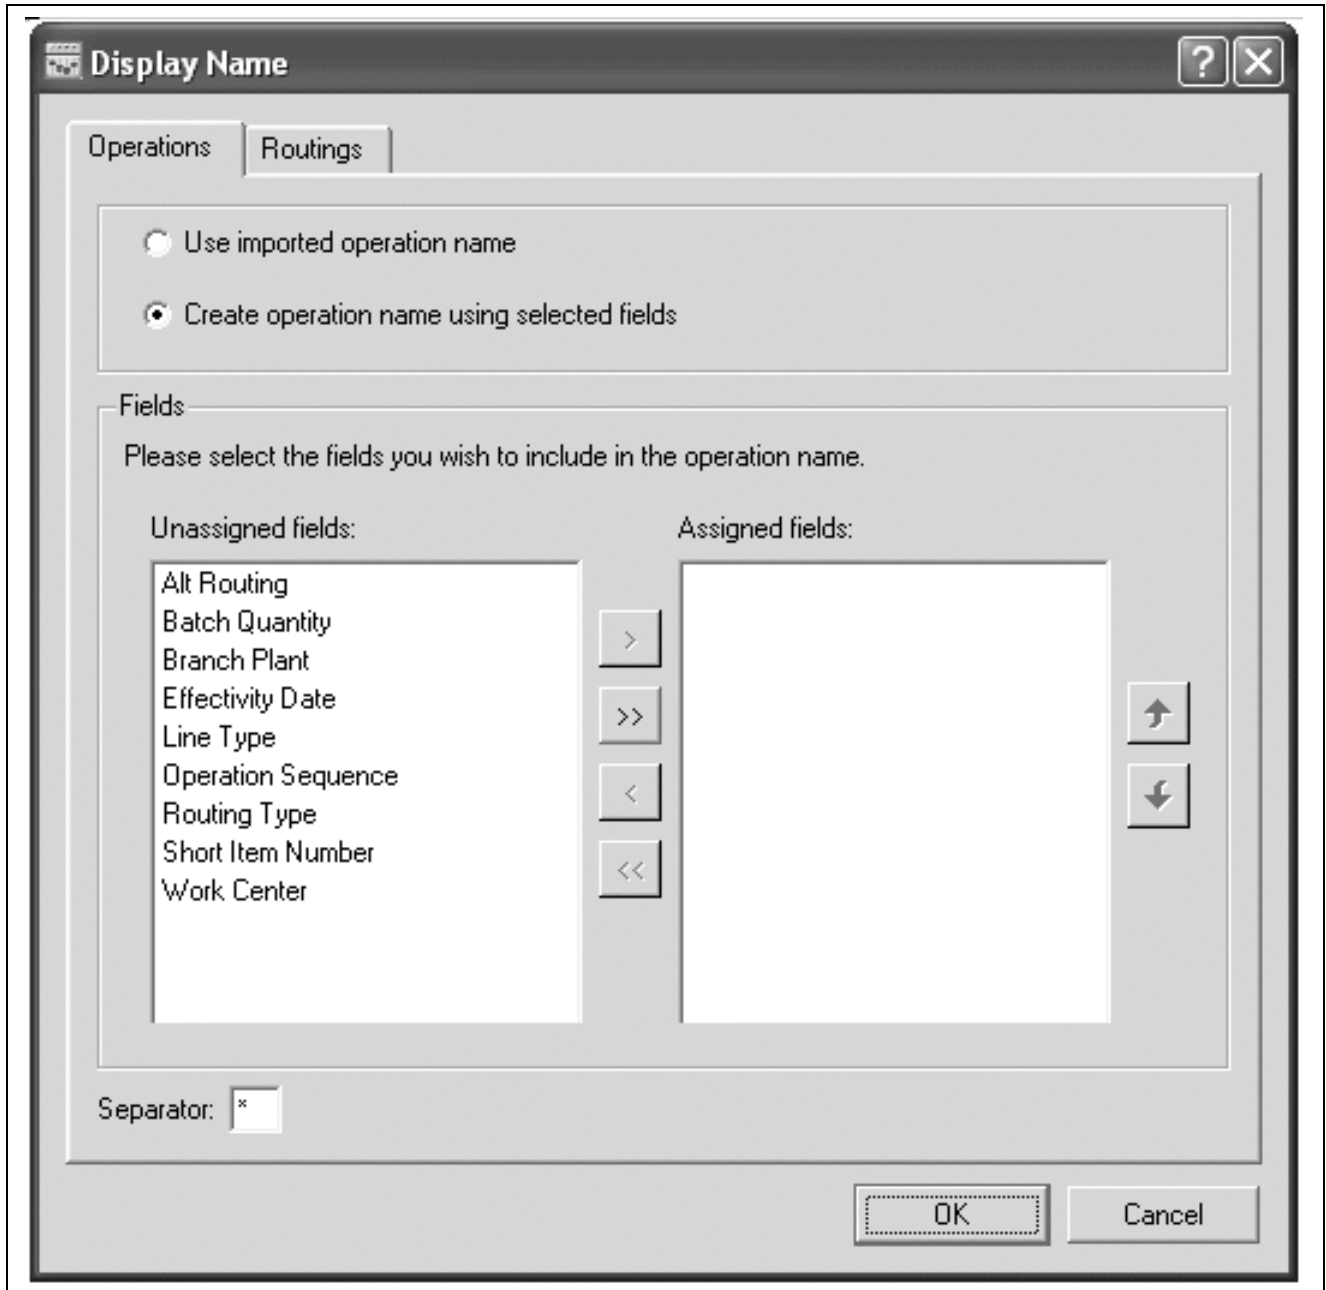 Display Name
Operations Routings
Use imported operation name
Create operation name using selected fields
Fields
Please select the fields you wish to include in the operation name.
Unassigned fields: Assigned fields:
Alt Routing
Batch Quantity
Branch Plant
Effectivity Date
Line Type
Operation Sequence
Routing Type
Short Item Number
Work Center
>
>>
<
<<
Separator: *
OK Cancel